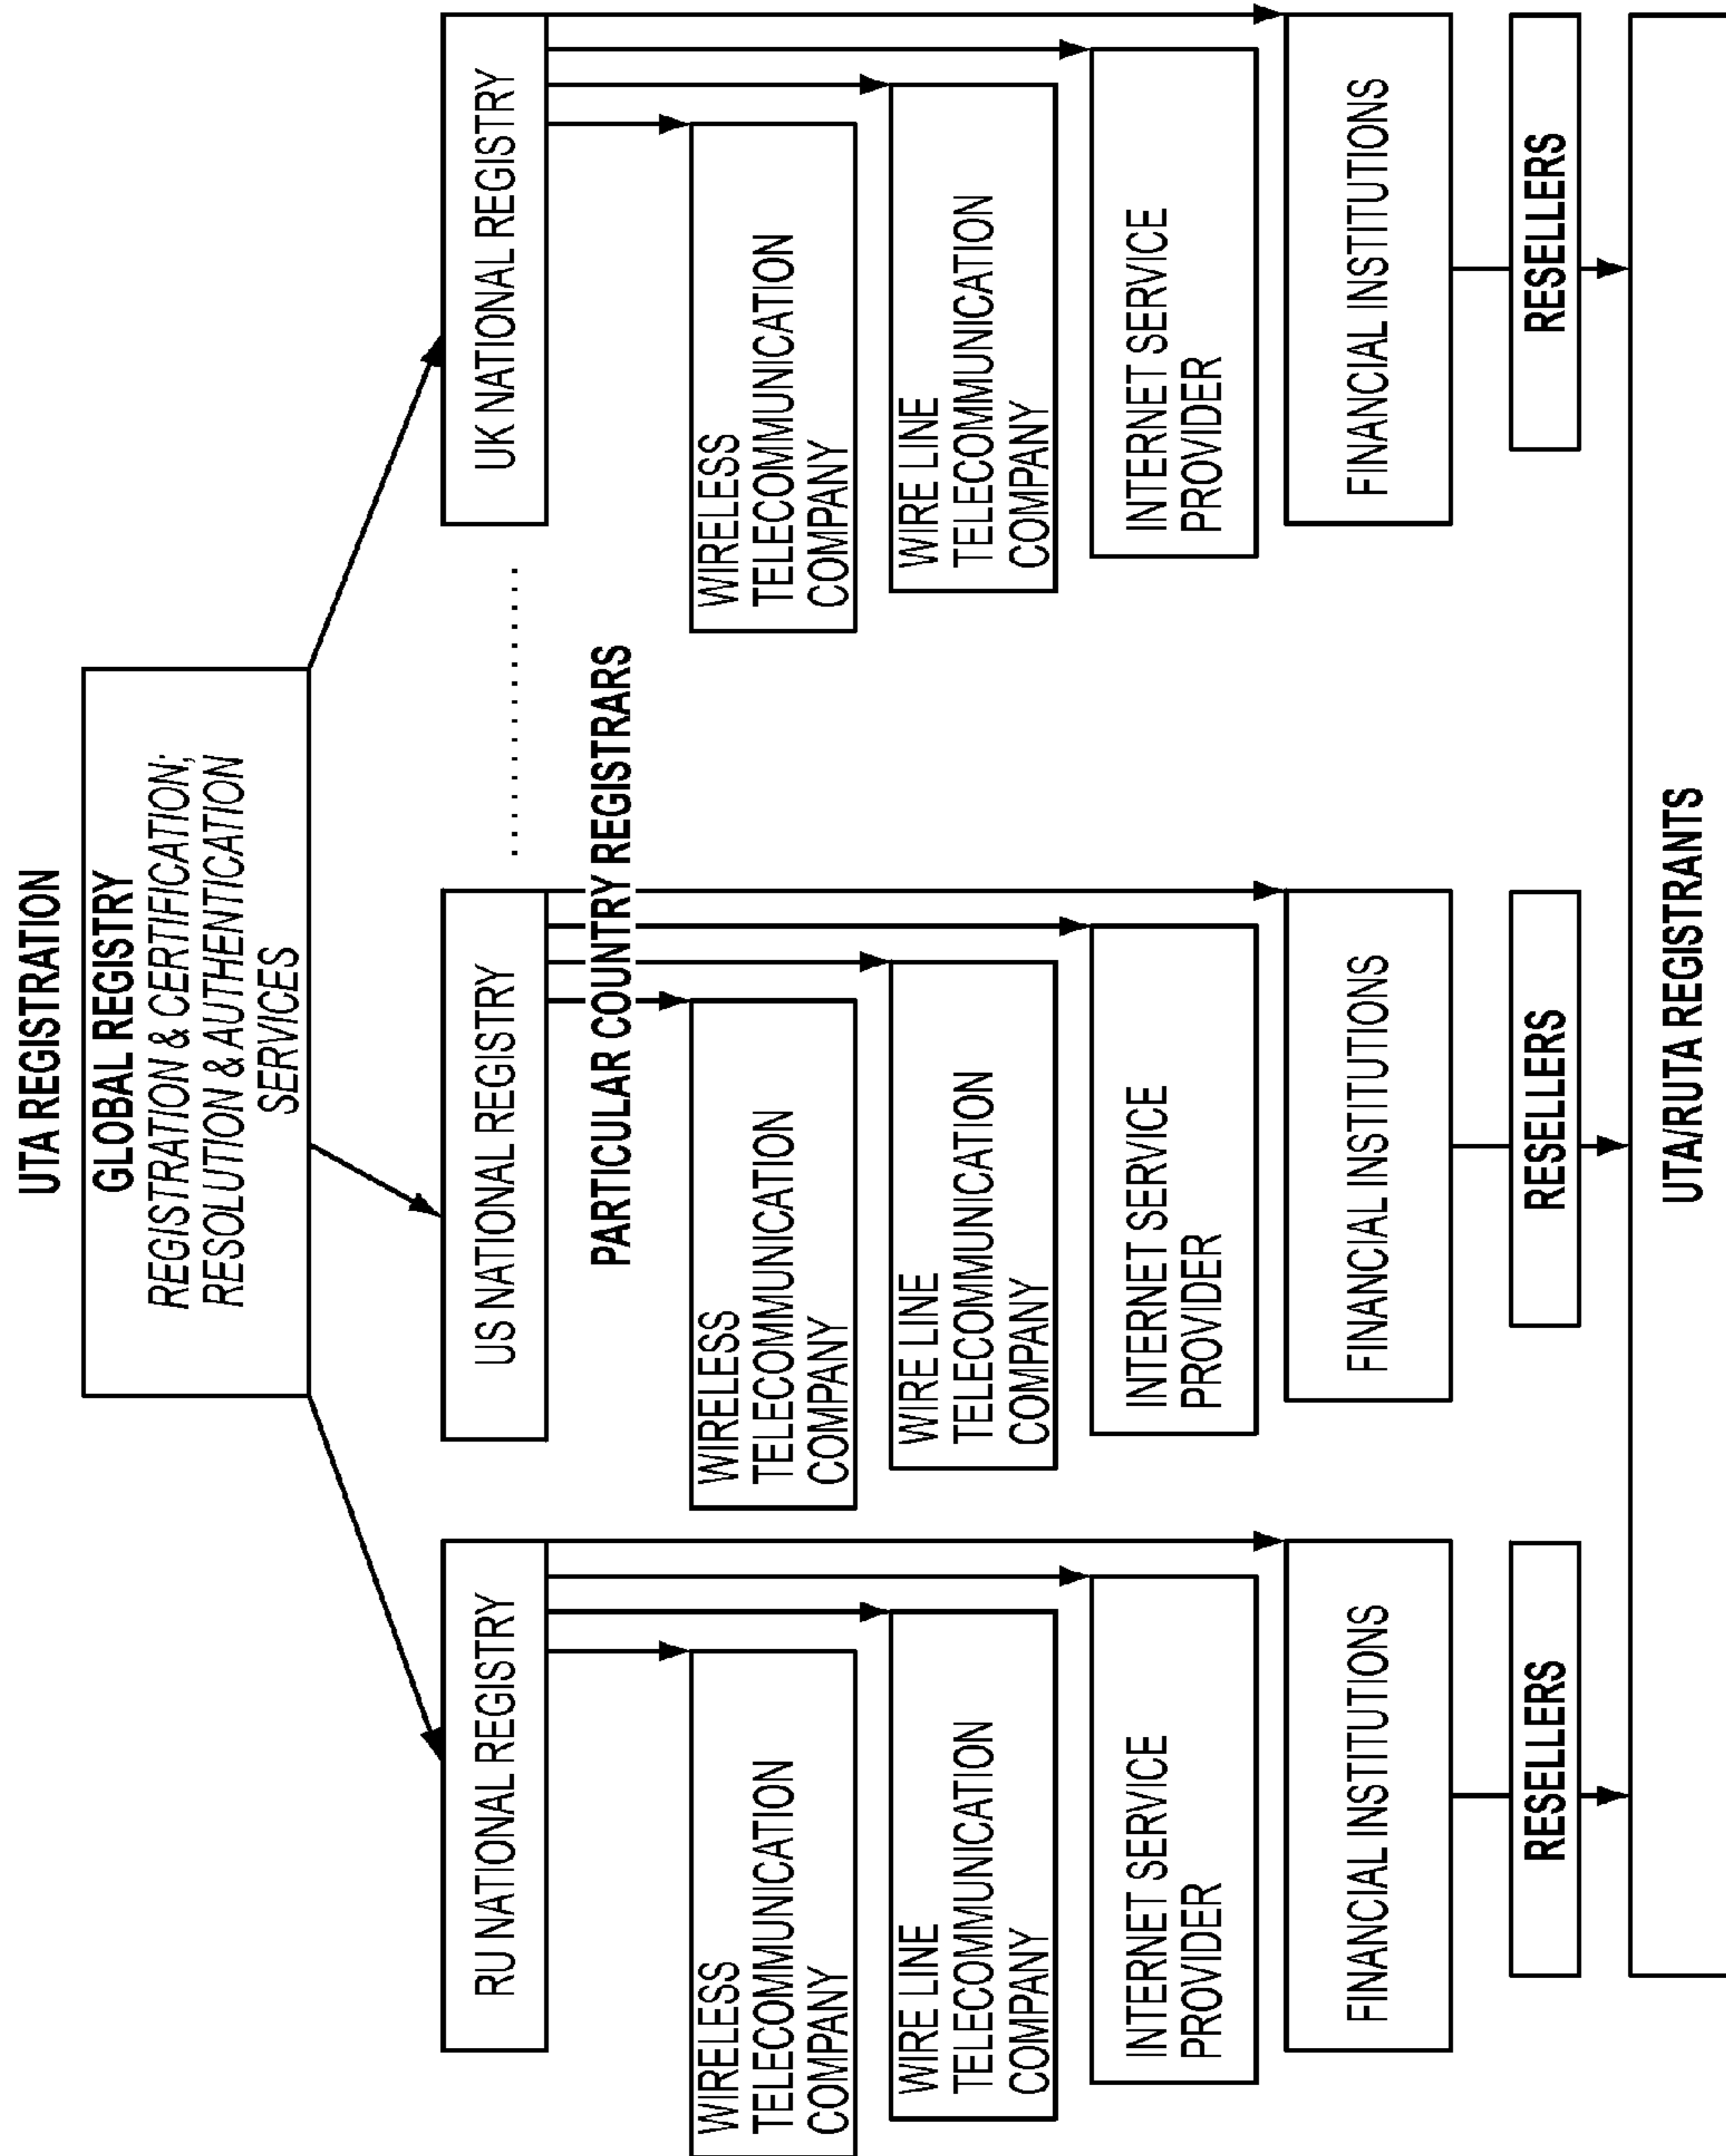 UTA REGISTRATION
GLOBAL REGISTRY
REGISTRATION & CERTIFICATION;
RESOLUTION & AUTHENTICATION
SERVICES
RU NATIONAL REGISTRY
US NATIONAL REGISTRY
UK NATIONAL REGISTRY
PARTICULAR COUNTRY REGISTRARS
WIRELESS
TELECOMMUNICATION
COMPANY
WIRE LINE
TELECOMMUNICATION
COMPANY
INTERNET SERVICE
PROVIDER
FINANCIAL INSTITUTIONS
RESELLERS
WIRELESS
TELECOMMUNICATION
COMPANY
WIRE LINE
TELECOMMUNICATION
COMPANY
INTERNET SERVICE
PROVIDER
FINANCIAL INSTITUTIONS
RESELLERS
WIRELESS
TELECOMMUNICATION
COMPANY
WIRE LINE
TELECOMMUNICATION
COMPANY
INTERNET SERVICE
PROVIDER
FINANCIAL INSTITUTIONS
RESELLERS
UTA/RUTA REGISTRANTS